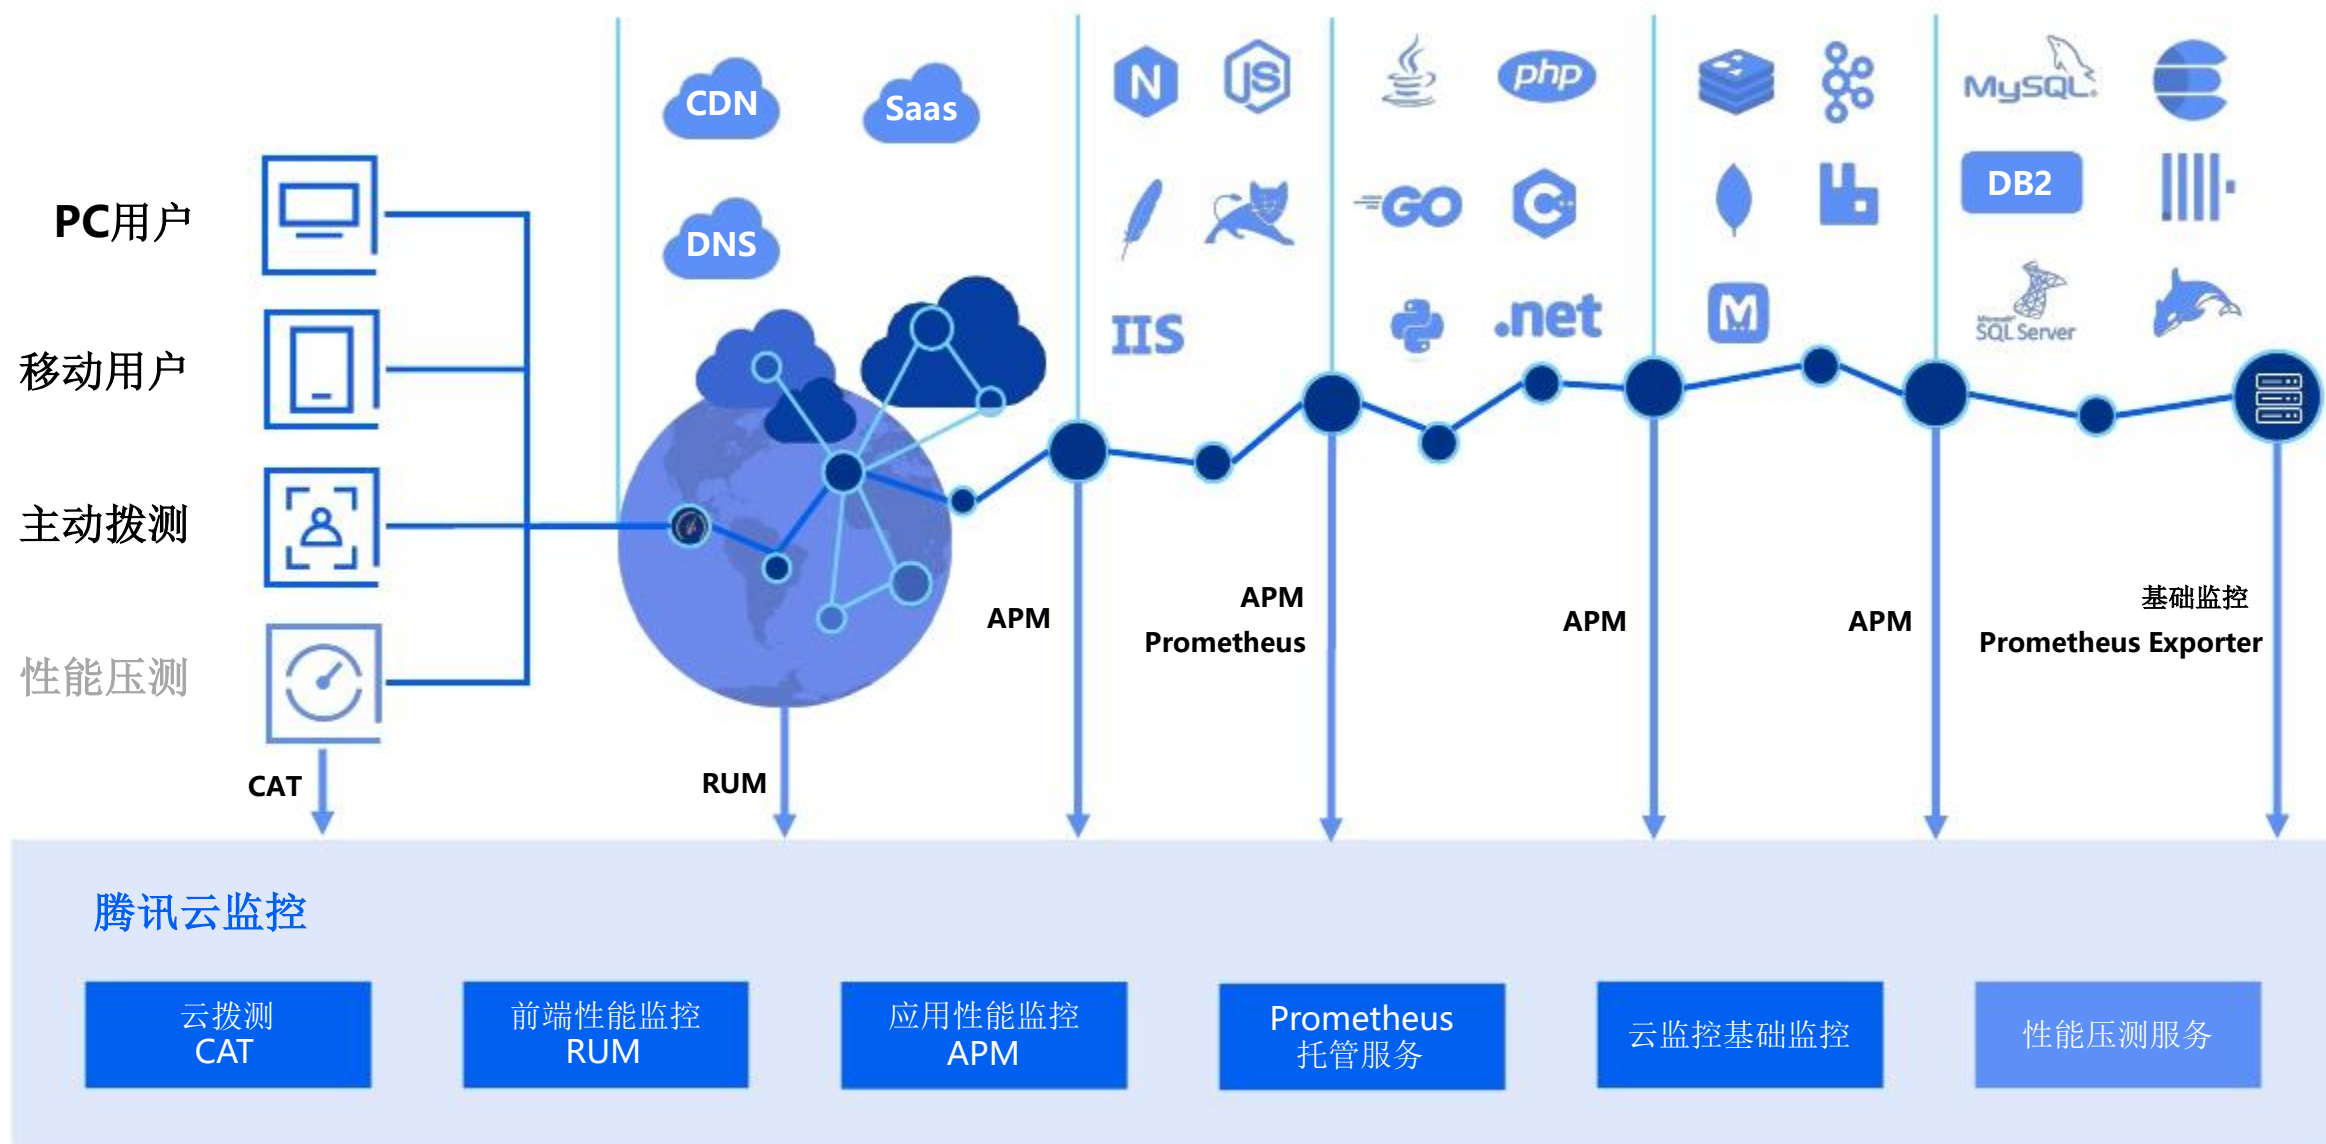 CDN
Saas
DNS
N
JS
php
GO
C++
IIS
.net
M
MySQL®
DB2
Microsoft®
SQL Server
PC用户
移动用户
主动拨测
性能压测
CAT
RUM
APM
APM
Prometheus
APM
APM
基础监控
Prometheus Exporter
腾讯云监控
云拨测
CAT
前端性能监控
RUM
应用性能监控
APM
Prometheus
托管服务
云监控基础监控
性能压测服务